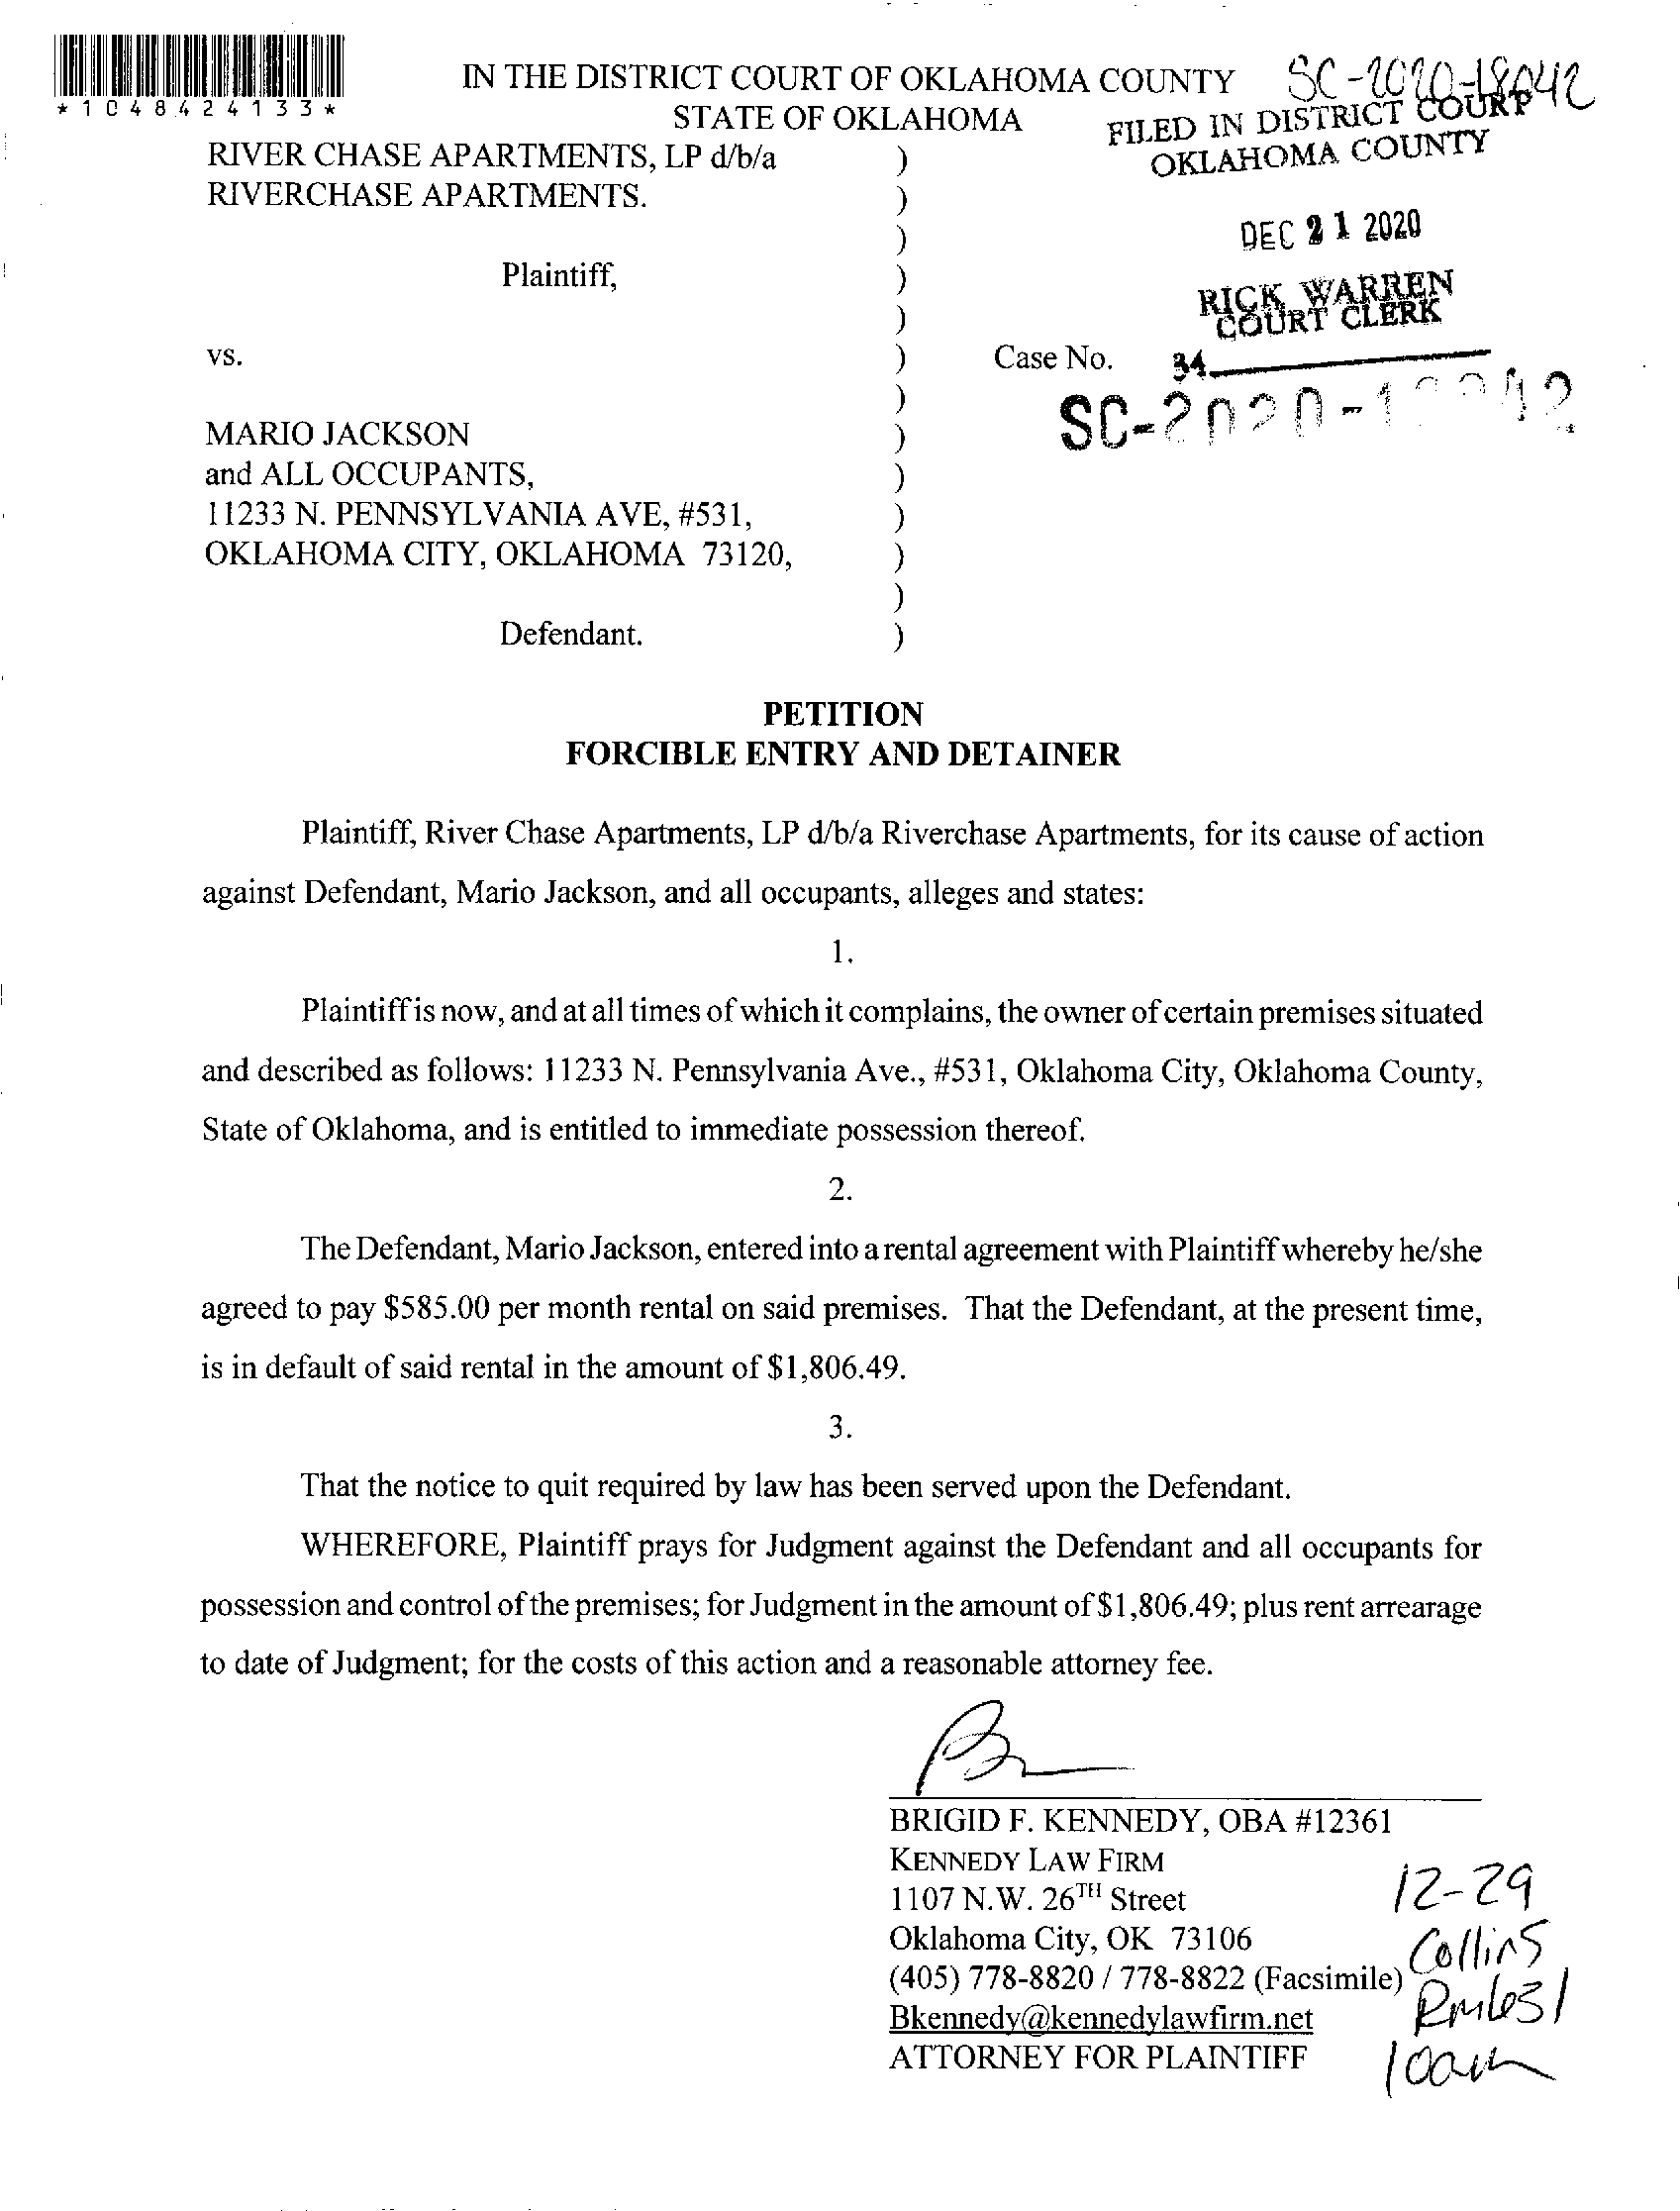 *1048424133*
IN THE DISTRICT COURT OF OKLAHOMA COUNTY
STATE OF OKLAHOMA
SC-2020-18042
FILED IN DISTRICT COURT
OKLAHOMA COUNTY
RIVER CHASE APARTMENTS, LP d/b/a )
RIVERCHASE APARTMENTS. )
)
DEC 21 2020
Plaintiff, )
)
RICK WARREN
COURT CLERK
vs. ) Case No.
34
)
SC-2020-1
MARIO JACKSON )
and ALL OCCUPANTS, )
11233 N. PENNSYLVANIA AVE, #531, )
OKLAHOMA CITY, OKLAHOMA 73120, )
)
Defendant. )
PETITION
FORCIBLE ENTRY AND DETAINER
Plaintiff, River Chase Apartments, LP d/b/a Riverchase Apartments, for its cause of action
against Defendant, Mario Jackson, and all occupants, alleges and states:
1.
Plaintiff is now, and at all times of which it complains, the owner of certain premises situated
and described as follows: 11233 N. Pennsylvania Ave., #531, Oklahoma City, Oklahoma County,
State of Oklahoma, and is entitled to immediate possession thereof.
2.
The Defendant, Mario Jackson, entered into a rental agreement with Plaintiff whereby he/she
agreed to pay $585.00 per month rental on said premises. That the Defendant, at the present time,
is in default of said rental in the amount of $1,806.49.
3.
That the notice to quit required by law has been served upon the Defendant.
WHEREFORE, Plaintiff prays for Judgment against the Defendant and all occupants for
possession and control of the premises; for Judgment in the amount of $1,806.49; plus rent arrearage
to date of Judgment; for the costs of this action and a reasonable attorney fee.
BRIGID F. KENNEDY, OBA #12361
KENNEDY LAW FIRM
1107 N.W. 26TH Street
Oklahoma City, OK 73106
(405) 778-8820 / 778-8822 (Facsimile)
Bkennedy@kennedylawfirm.net
ATTORNEY FOR PLAINTIFF
12-29
Collins
10am